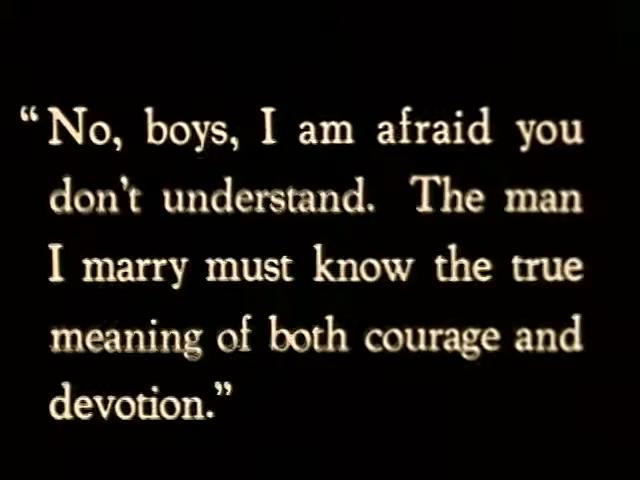 “No, boys, I am afraid you
don't understand. The man
I marry must know the true
meaning of both courage and
devotion.”